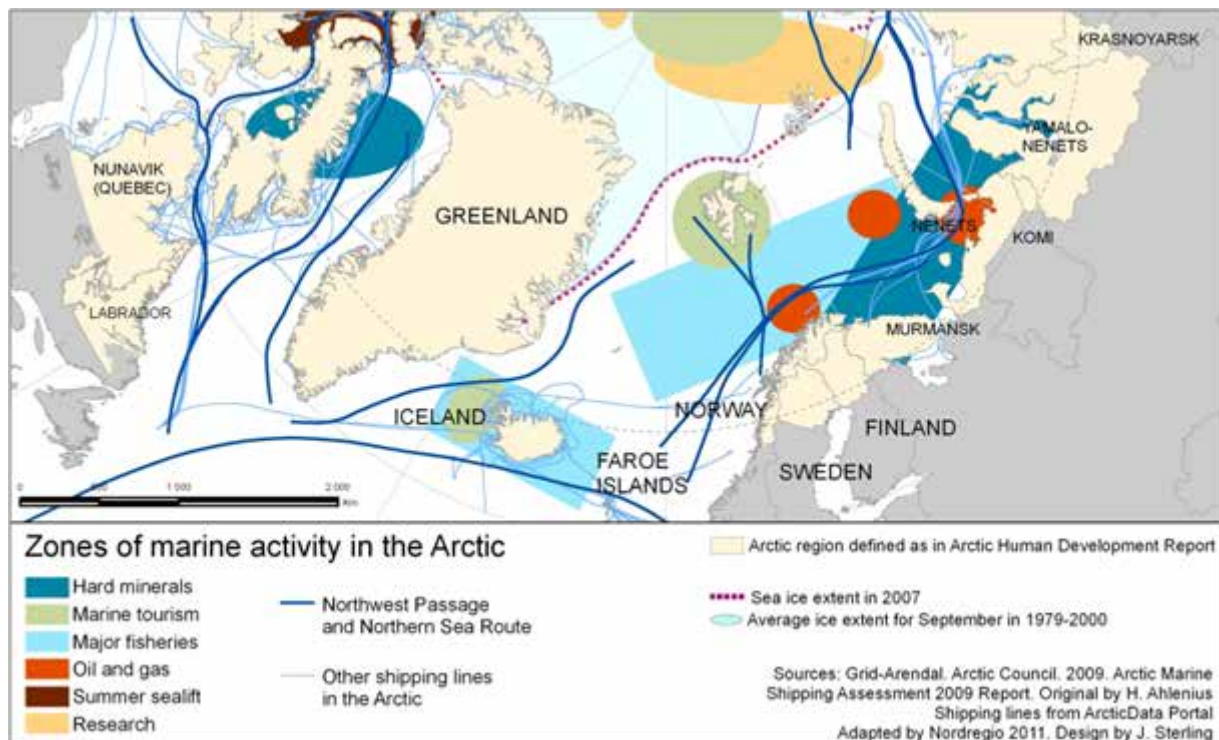 KRASNOYARSK
YAMALO-
NENETS
NUNAVIK
(QUEBEC)
GREENLAND
NENETS
KOMI
LABRADOR
MURMANSK
ICELAND
NORWAY
FINLAND
FAROE
ISLANDS
SWEDEN
0 500 1 000 2 000
Km
Zones of marine activity in the Arctic
Hard minerals
Marine tourism
Major fisheries
Oil and gas
Summer sealift
Research
Northwest Passage
and Northern Sea Route
Other shipping lines
in the Arctic
Arctic region defined as in Arctic Human Development Report
Sea ice extent in 2007
Average ice extent for September in 1979-2000
Sources: Grid-Arendal. Arctic Council. 2009. Arctic Marine
Shipping Assessment 2009 Report. Original by H. Ahlenius
Shipping lines from ArcticData Portal
Adapted by Nordregio 2011. Design by J. Sterling